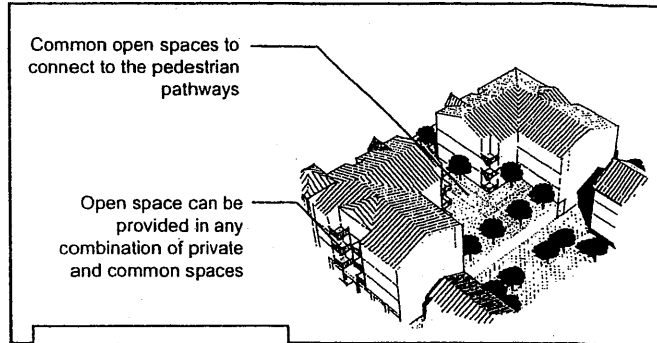 Common open spaces to
connect to the pedestrian
pathways
Open space can be
provided in any
combination of private
and common spaces